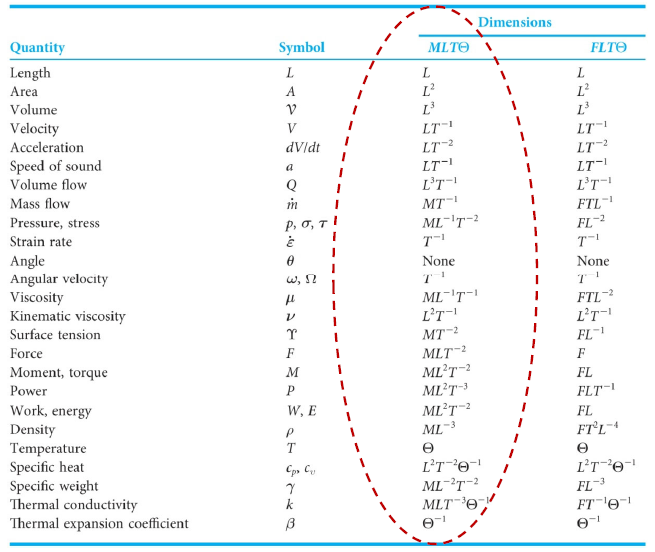 Dimensions
Quantity Symbol MLTΘ FLTΘ
Length L L L
Area A L² L²
Volume 𝒱 L³ L³
Velocity V LT⁻¹ LT⁻¹
Acceleration dV/dt LT⁻² LT⁻²
Speed of sound a LT⁻¹ LT⁻¹
Volume flow Q L³T⁻¹ L³T⁻¹
Mass flow ṁ MT⁻¹ FTL⁻¹
Pressure, stress p, σ, τ ML⁻¹T⁻² FL⁻²
Strain rate ε̇ T⁻¹ T⁻¹
Angle θ None None
Angular velocity ω, Ω T⁻¹ T⁻¹
Viscosity μ ML⁻¹T⁻¹ FTL⁻²
Kinematic viscosity ν L²T⁻¹ L²T⁻¹
Surface tension ϒ MT⁻² FL⁻¹
Force F MLT⁻² F
Moment, torque M ML²T⁻² FL
Power P ML²T⁻³ FLT⁻¹
Work, energy W, E ML²T⁻² FL
Density ρ ML⁻³ FT²L⁻⁴
Temperature T Θ Θ
Specific heat cₚ, cᵥ L²T⁻²Θ⁻¹ L²T⁻²Θ⁻¹
Specific weight γ ML⁻²T⁻² FL⁻³
Thermal conductivity k MLT⁻³Θ⁻¹ FT⁻¹Θ⁻¹
Thermal expansion coefficient β Θ⁻¹ Θ⁻¹